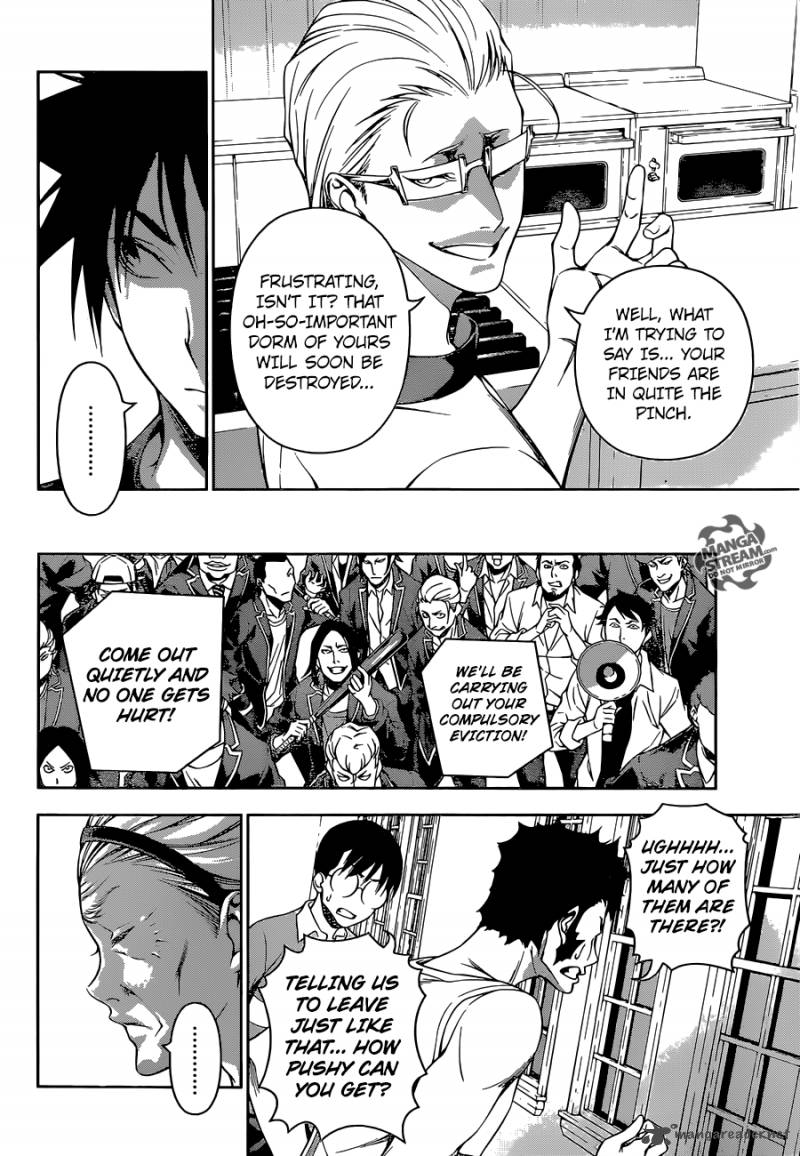 WELL, WHAT
I'M TRYING TO
SAY IS... YOUR
FRIENDS ARE
IN QUITE THE
PINCH.
FRUSTRATING,
ISN'T IT? THAT
OH-SO-IMPORTANT
DORM OF YOURS
WILL SOON BE
DESTROYED...
.........
MANGA
STREAM.COM
DO NOT MIRROR
WE'LL BE
CARRYING
OUT YOUR
COMPULSORY
EVICTION!
COME OUT
QUIETLY AND
NO ONE GETS
HURT!
UGHHHH...
JUST HOW
MANY OF
THEM ARE
THERE?!
TELLING US
TO LEAVE
JUST LIKE
THAT... HOW
PUSHY CAN
YOU GET?
.........
mangareader.net